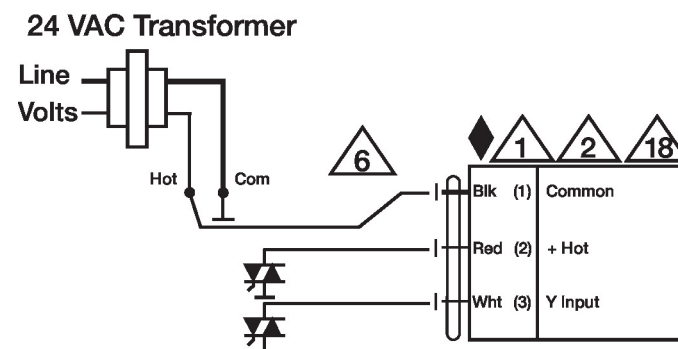 24 VAC Transformer
Line
Volts
Hot
Com
6
1
2
18
Blk (1) Common
Red (2) + Hot
Wht (3) Y Input